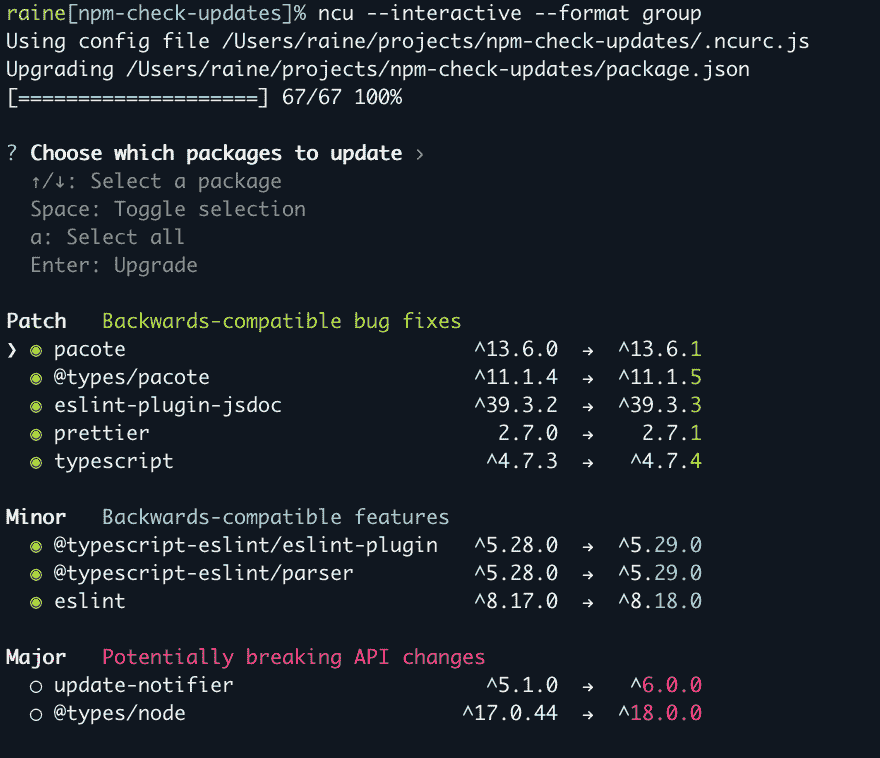 raine[npm-check-updates]% ncu --interactive --format group
Using config file /Users/raine/projects/npm-check-updates/.ncurc.js
Upgrading /Users/raine/projects/npm-check-updates/package.json
[====================] 67/67 100%
? Choose which packages to update ›
↑/↓: Select a package
Space: Toggle selection
a: Select all
Enter: Upgrade
Patch Backwards-compatible bug fixes
❯ ◉ pacote ^13.6.0 → ^13.6.1
◉ @types/pacote ^11.1.4 → ^11.1.5
◉ eslint-plugin-jsdoc ^39.3.2 → ^39.3.3
◉ prettier 2.7.0 → 2.7.1
◉ typescript ^4.7.3 → ^4.7.4
Minor Backwards-compatible features
◉ @typescript-eslint/eslint-plugin ^5.28.0 → ^5.29.0
◉ @typescript-eslint/parser ^5.28.0 → ^5.29.0
◉ eslint ^8.17.0 → ^8.18.0
Major Potentially breaking API changes
○ update-notifier ^5.1.0 → ^6.0.0
○ @types/node ^17.0.44 → ^18.0.0